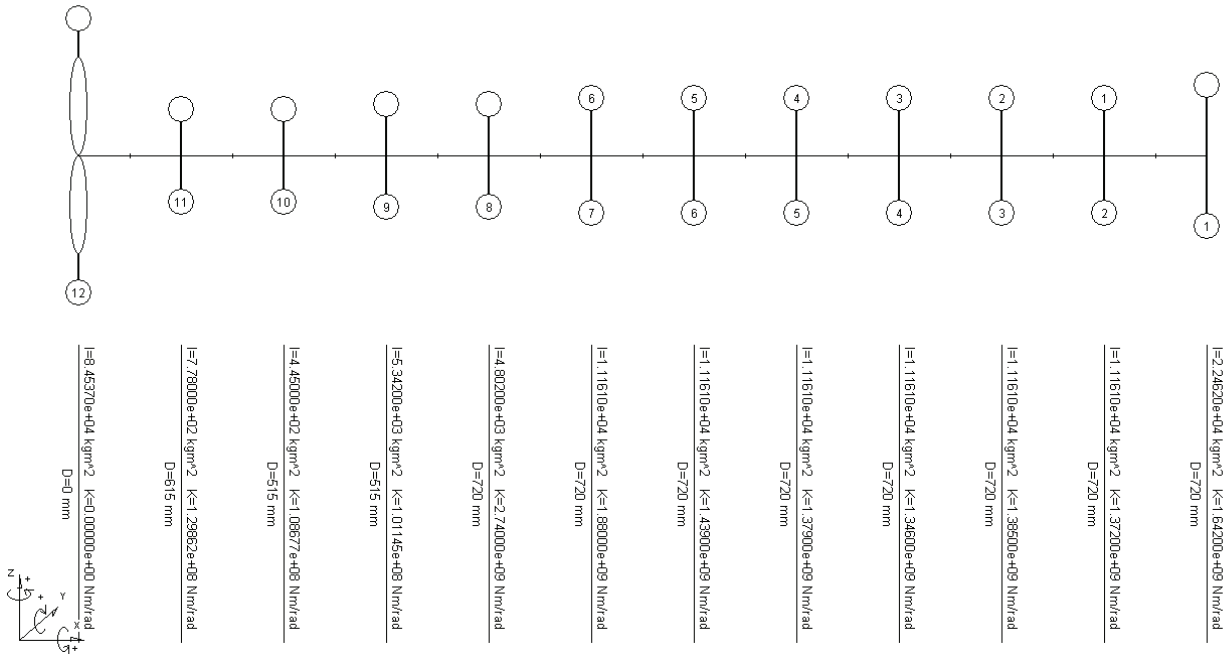 6
5
4
3
2
1
12
11
10
9
8
7
6
5
4
3
2
1
I=8.45370e+04 kgm^2 K=0.00000e+00 Nm/rad
D=0 mm
I=7.78000e+02 kgm^2 K=1.29862e+08 Nm/rad
D=615 mm
I=4.45000e+02 kgm^2 K=1.08677e+08 Nm/rad
D=515 mm
I=5.34200e+03 kgm^2 K=1.01145e+08 Nm/rad
D=515 mm
I=4.80200e+03 kgm^2 K=2.74000e+09 Nm/rad
D=720 mm
I=1.11610e+04 kgm^2 K=1.88000e+09 Nm/rad
D=720 mm
I=1.11610e+04 kgm^2 K=1.43900e+09 Nm/rad
D=720 mm
I=1.11610e+04 kgm^2 K=1.37900e+09 Nm/rad
D=720 mm
I=1.11610e+04 kgm^2 K=1.34600e+09 Nm/rad
D=720 mm
I=1.11610e+04 kgm^2 K=1.38500e+09 Nm/rad
D=720 mm
I=1.11610e+04 kgm^2 K=1.37200e+09 Nm/rad
D=720 mm
I=2.24620e+04 kgm^2 K=1.64200e+09 Nm/rad
D=720 mm
Z
+
+
Y
X
+